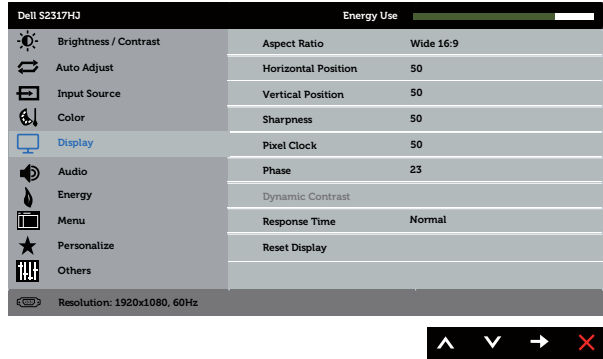 Dell S2317HJ Energy Use
Brightness / Contrast Aspect Ratio Wide 16:9
Auto Adjust Horizontal Position 50
Input Source Vertical Position 50
Color Sharpness 50
Display Pixel Clock 50
Audio Phase 23
Energy Dynamic Contrast
Menu Response Time Normal
Personalize Reset Display
Others
Resolution: 1920x1080, 60Hz